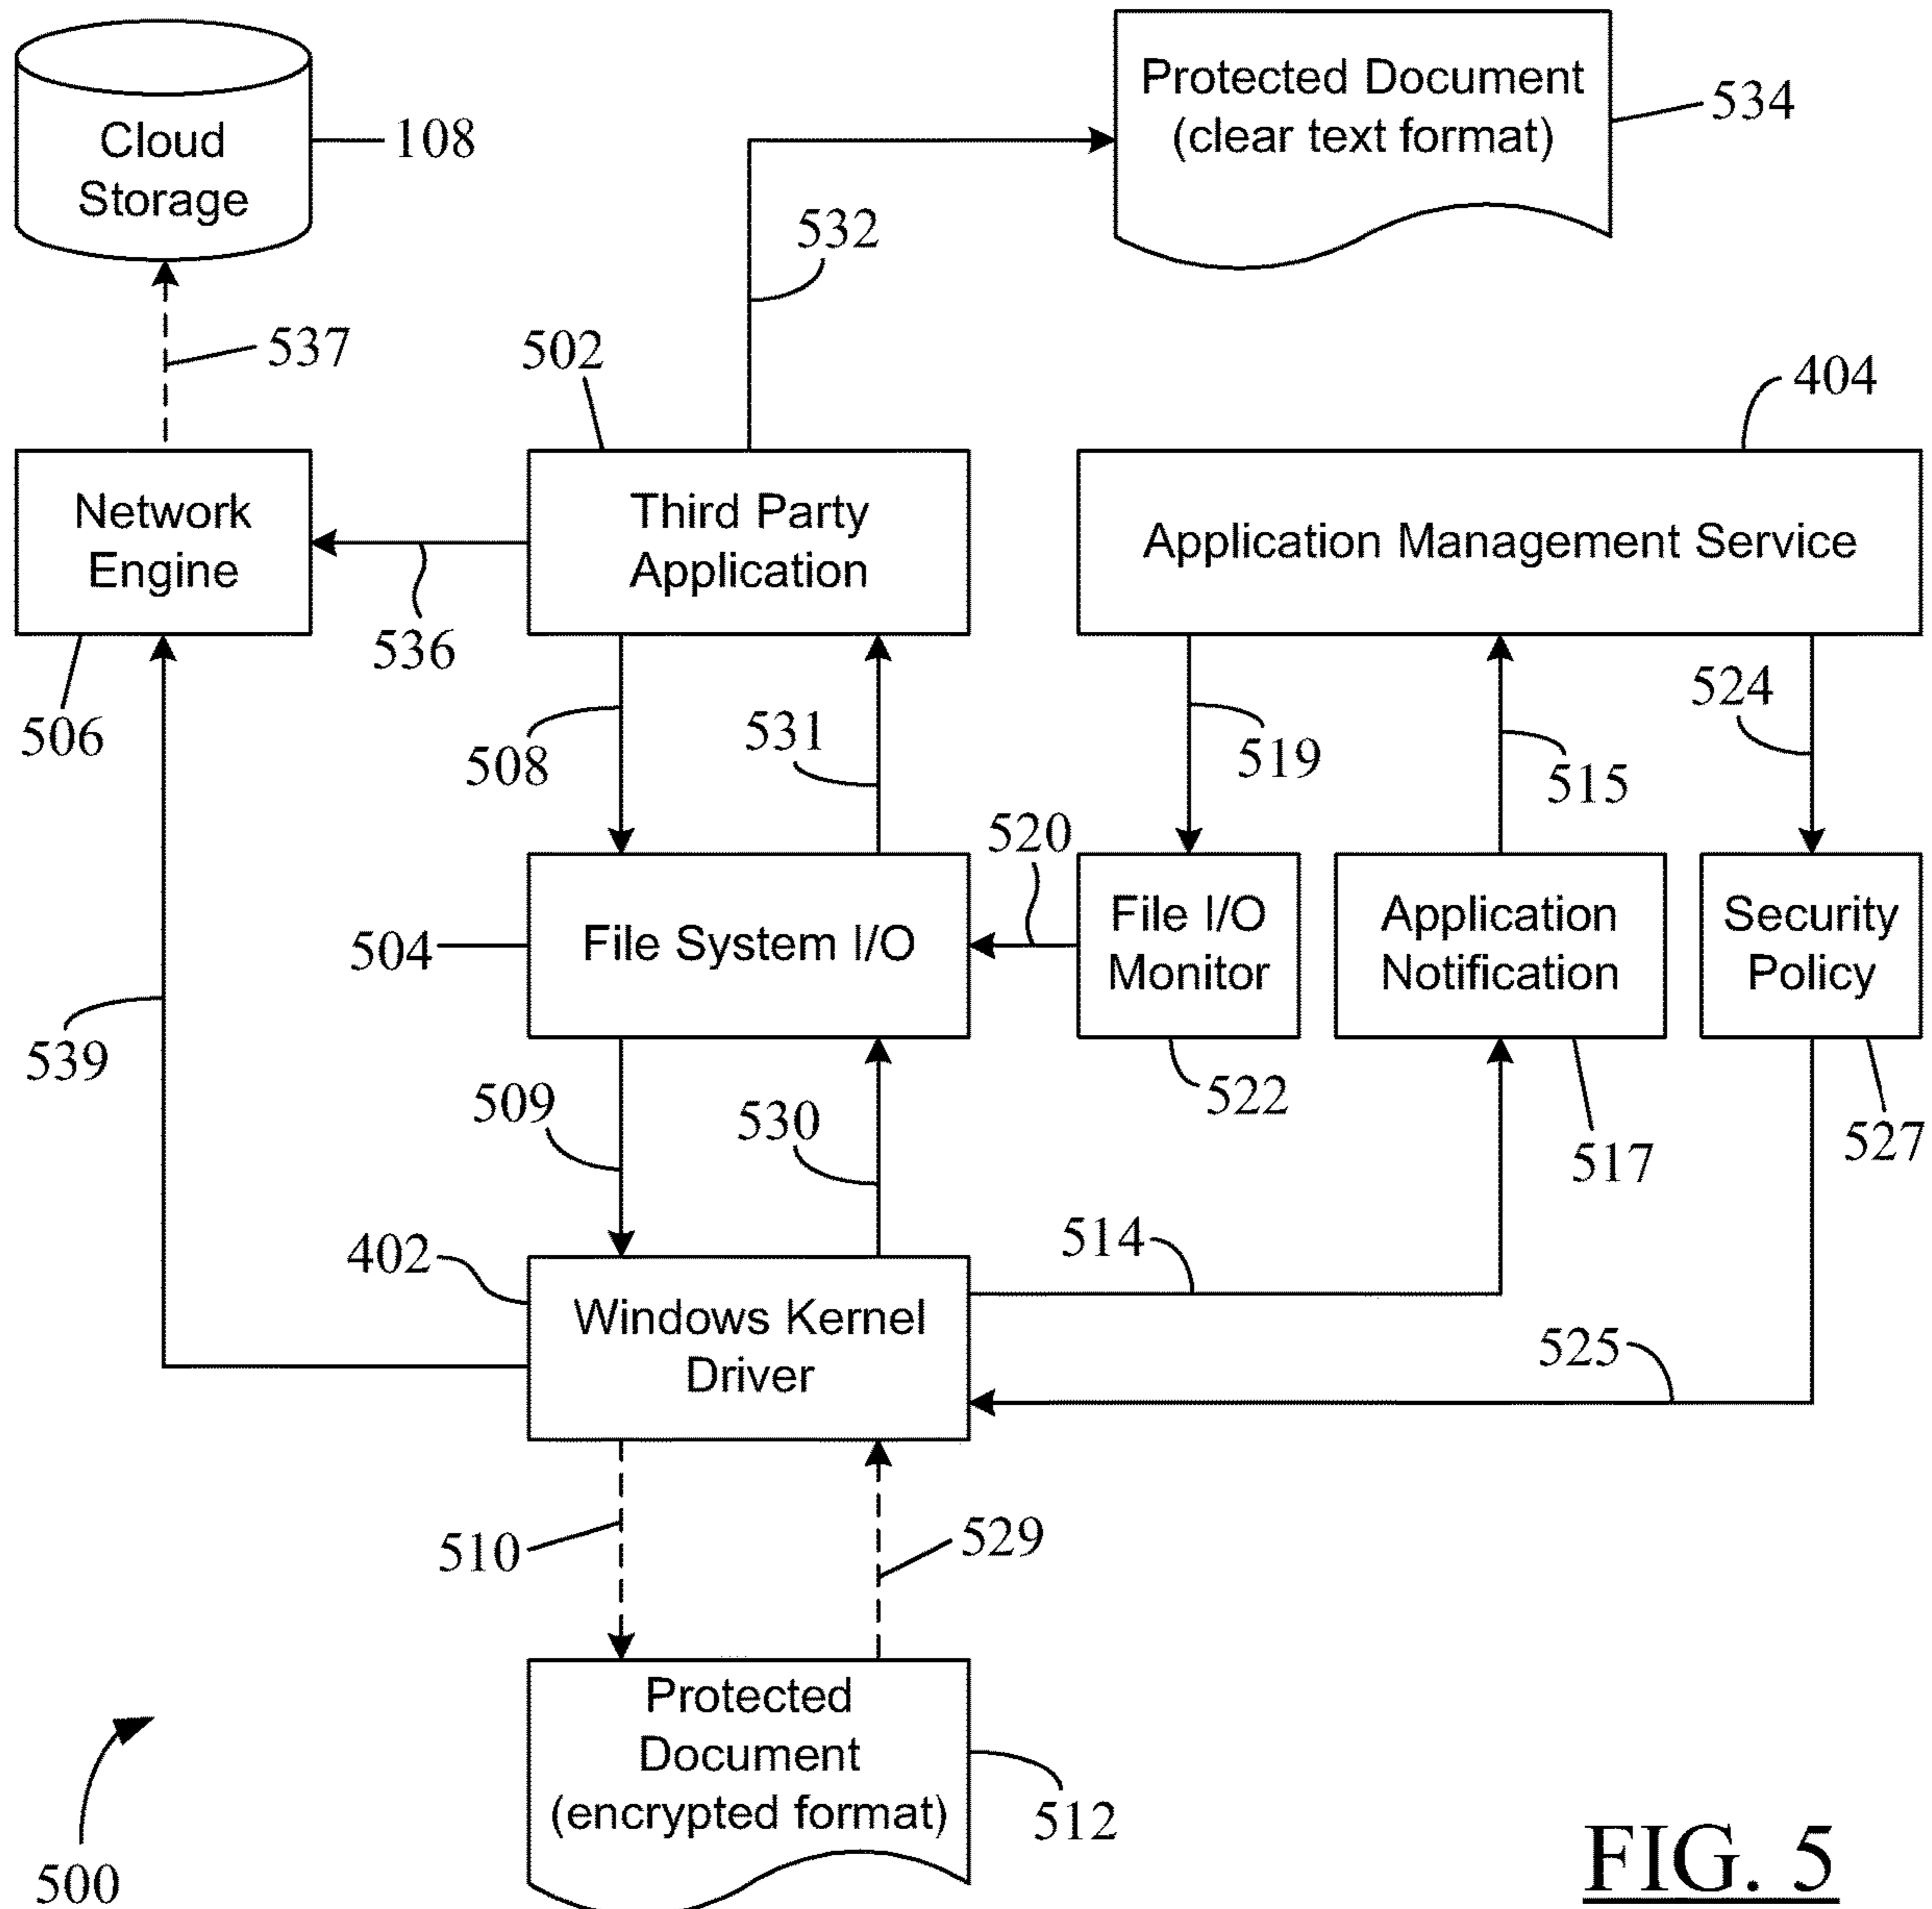 Cloud
Storage
108
Protected Document
(clear text format)
534
532
537
502
404
Network
Engine
Third Party
Application
Application Management Service
536
506
508
531
519
515
524
520
504
File System I/O
File I/O
Monitor
Application
Notification
Security
Policy
539
509
530
522
517
527
402
514
Windows Kernel
Driver
525
510
529
Protected
Document
(encrypted format)
512
500
FIG. 5